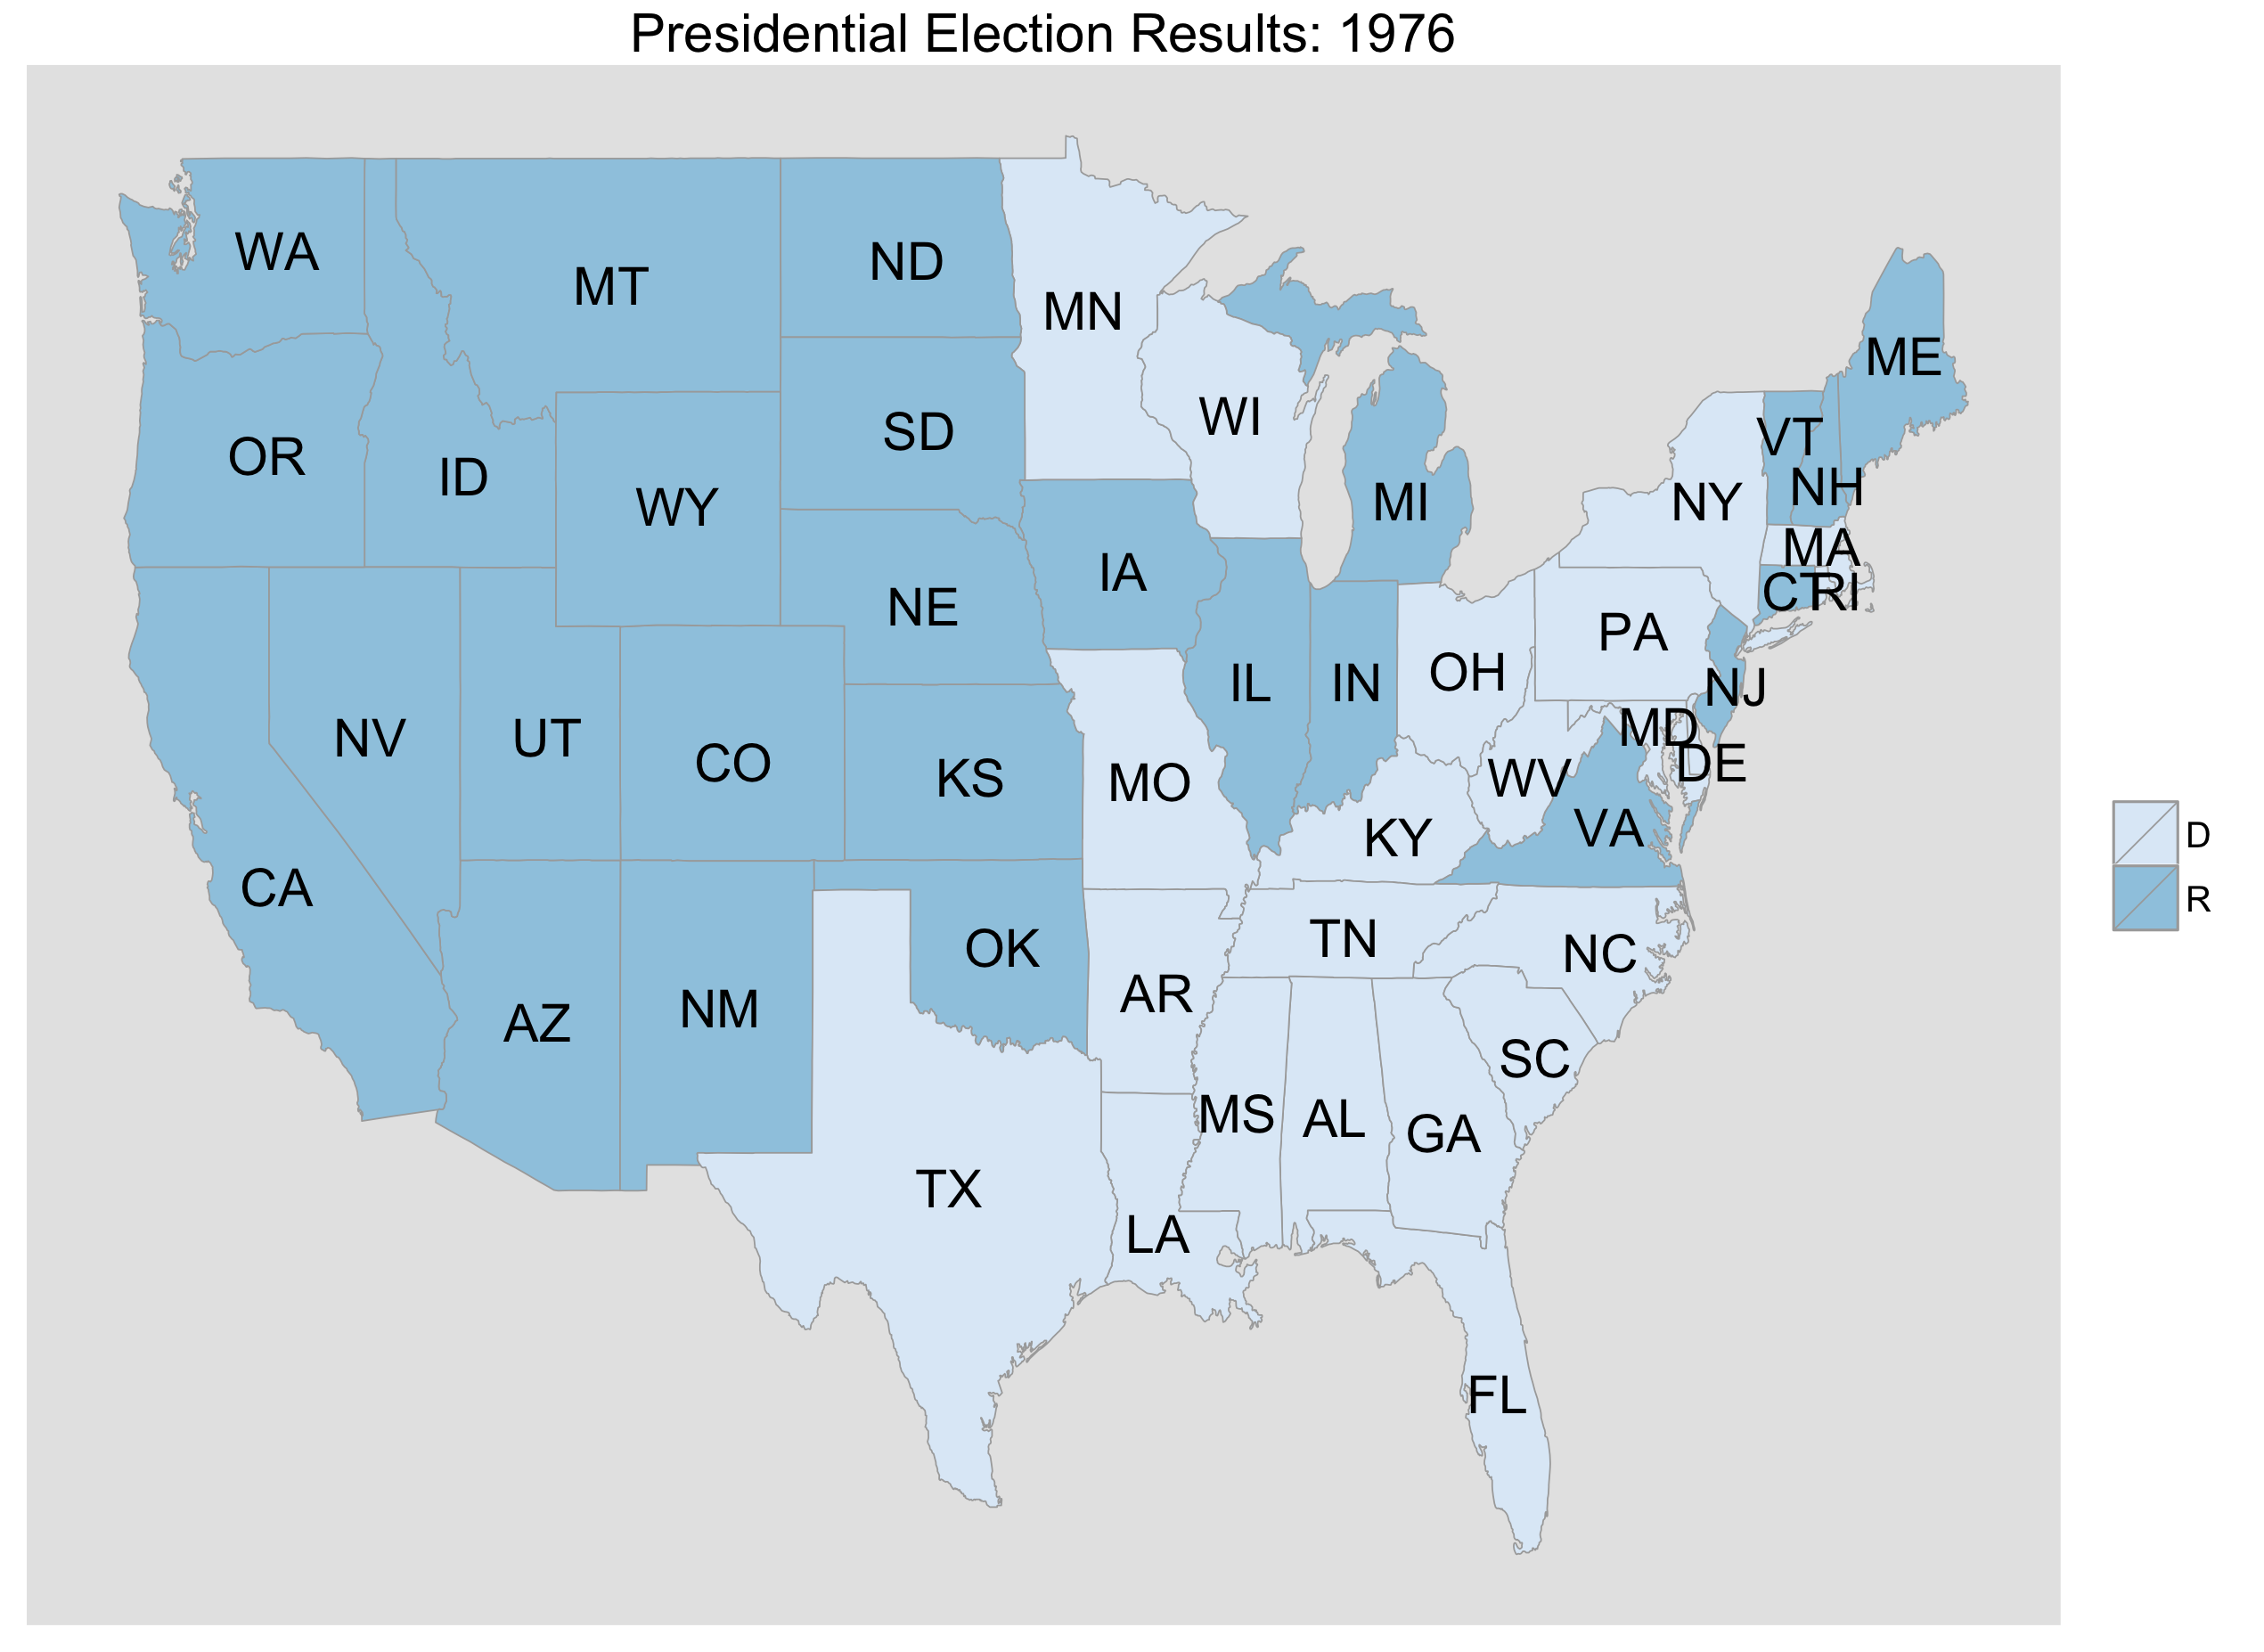 Presidential Election Results: 1976
WA
MT
ND
MN
ME
OR
ID
WY
SD
WI
MI
NY
VT
NH
MA
CT
RI
IA
NE
PA
NV
UT
CO
KS
MO
IL
IN
OH
NJ
MD
DE
WV
VA
KY
D
R
CA
AZ
NM
OK
AR
TN
NC
SC
MS
AL
GA
TX
LA
FL